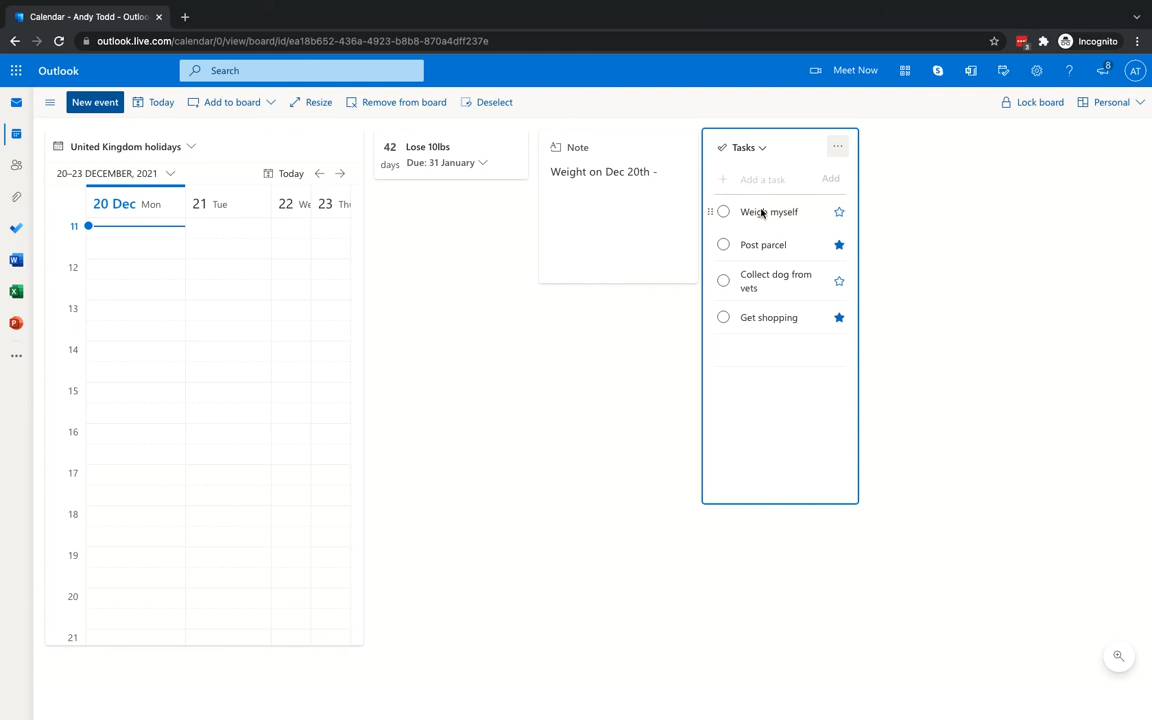 Calendar - Andy Todd - Outlo
outlook.live.com/calendar/0/view/board/id/ea18b652-436a-4923-b8b8-870a4dff237e
3
Incognito
Outlook
Search
Meet Now
8
AT
New event
Today
Add to board
Resize
Remove from board
Deselect
Lock board
Personal
United Kingdom holidays
20–23 DECEMBER, 2021
Today
20 Dec Mon
21 Tue
22 We
23 Th
11
12
13
14
15
16
17
18
19
20
21
42 Lose 10lbs
days Due: 31 January
Note
Weight on Dec 20th -
Tasks
Add a task
Add
Weigh myself
Post parcel
Collect dog from
vets
Get shopping